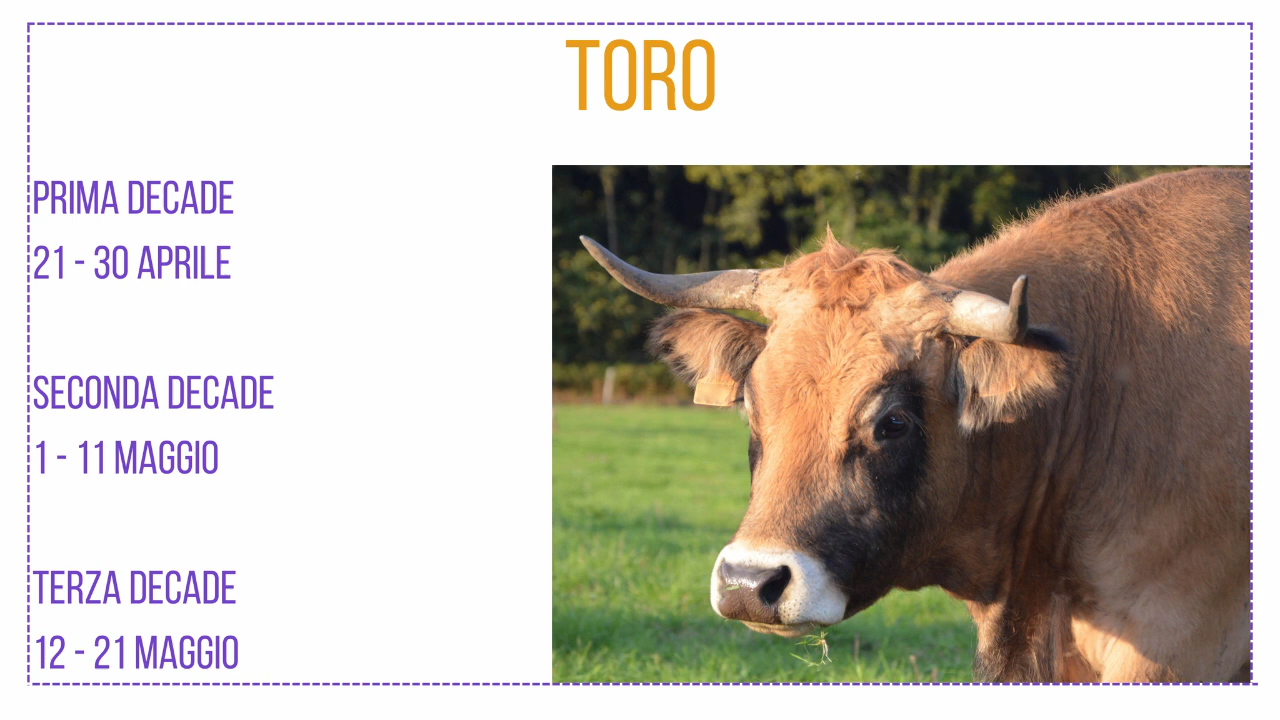 TORO
PRIMA DECADE
21 - 30 APRILE
SECONDA DECADE
1 - 11 MAGGIO
TERZA DECADE
12 - 21 MAGGIO